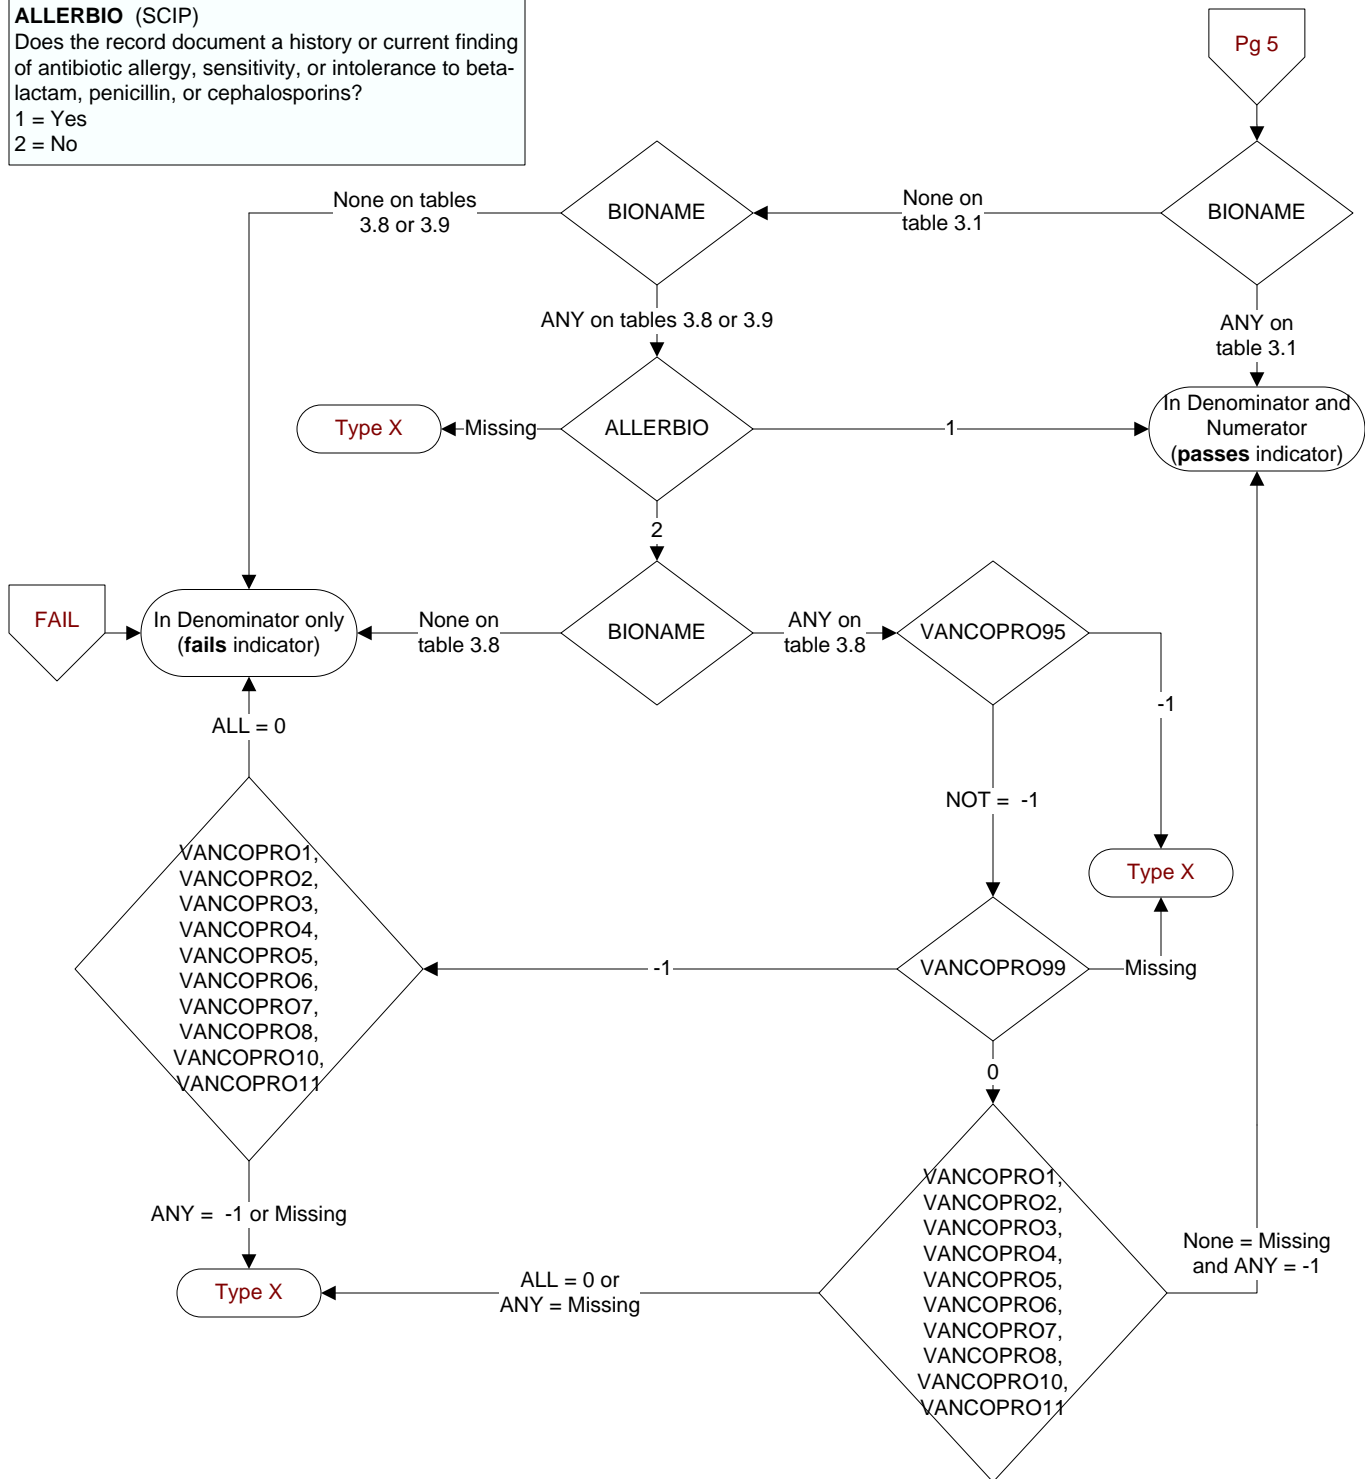 ALLERBIO (SCIP)
Does the record document a history or current finding
of antibiotic allergy, sensitivity, or intolerance to beta-
lactam, penicillin, or cephalosporins?
1 = Yes
2 = No
Pg 5
BIONAME
None on
table 3.1
BIONAME
None on tables
3.8 or 3.9
ANY on tables 3.8 or 3.9
ANY on
table 3.1
Type X
Missing
ALLERBIO
1
In Denominator and
Numerator
(passes indicator)
2
FAIL
In Denominator only
(fails indicator)
None on
table 3.8
BIONAME
ANY on
table 3.8
VANCOPRO95
-1
ALL = 0
NOT = -1
Type X
VANCOPRO1,
VANCOPRO2,
VANCOPRO3,
VANCOPRO4,
VANCOPRO5,
VANCOPRO6,
VANCOPRO7,
VANCOPRO8,
VANCOPRO10,
VANCOPRO11
-1
VANCOPRO99
Missing
0
ANY = -1 or Missing
Type X
ALL = 0 or
ANY = Missing
VANCOPRO1,
VANCOPRO2,
VANCOPRO3,
VANCOPRO4,
VANCOPRO5,
VANCOPRO6,
VANCOPRO7,
VANCOPRO8,
VANCOPRO10,
VANCOPRO11
None = Missing
and ANY = -1